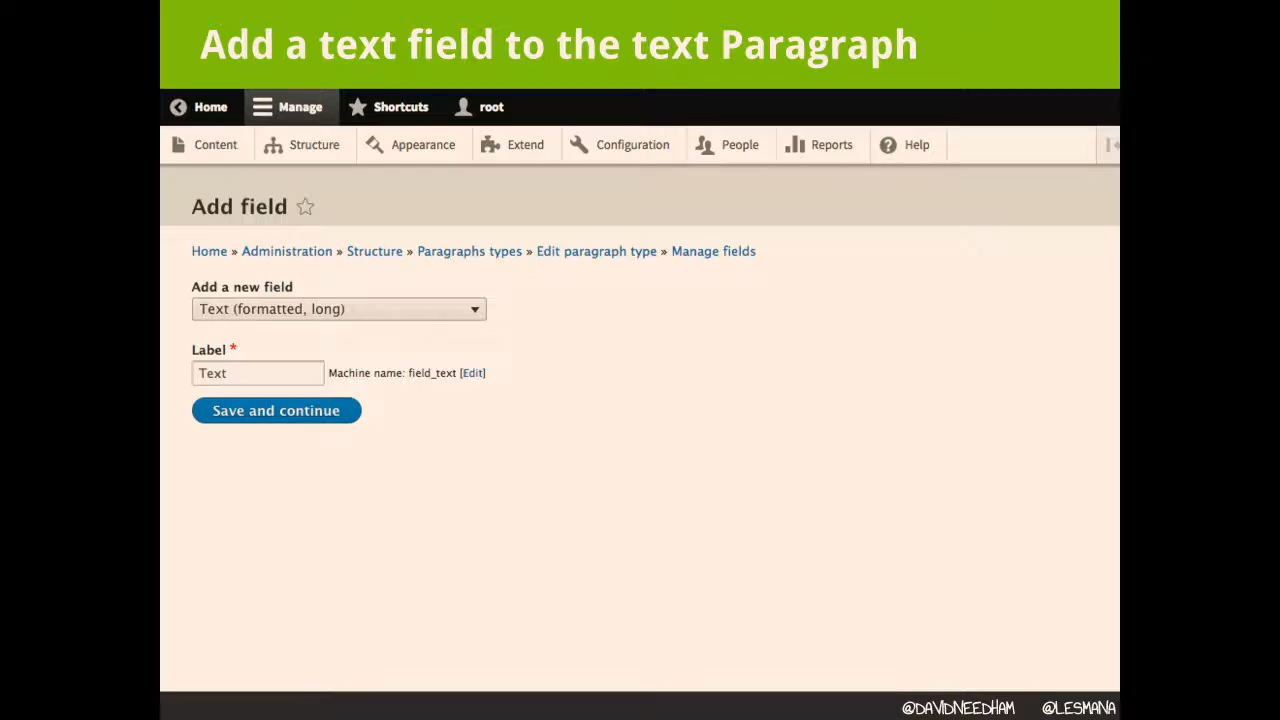 Add a text field to the text Paragraph
Home Manage Shortcuts root
Content Structure Appearance Extend Configuration People Reports Help
Add field
Home » Administration » Structure » Paragraphs types » Edit paragraph type » Manage fields
Add a new field
Text (formatted, long)
Label *
Text Machine name: field_text [Edit]
Save and continue
@DAVIDNEEDHAM @LESMANA